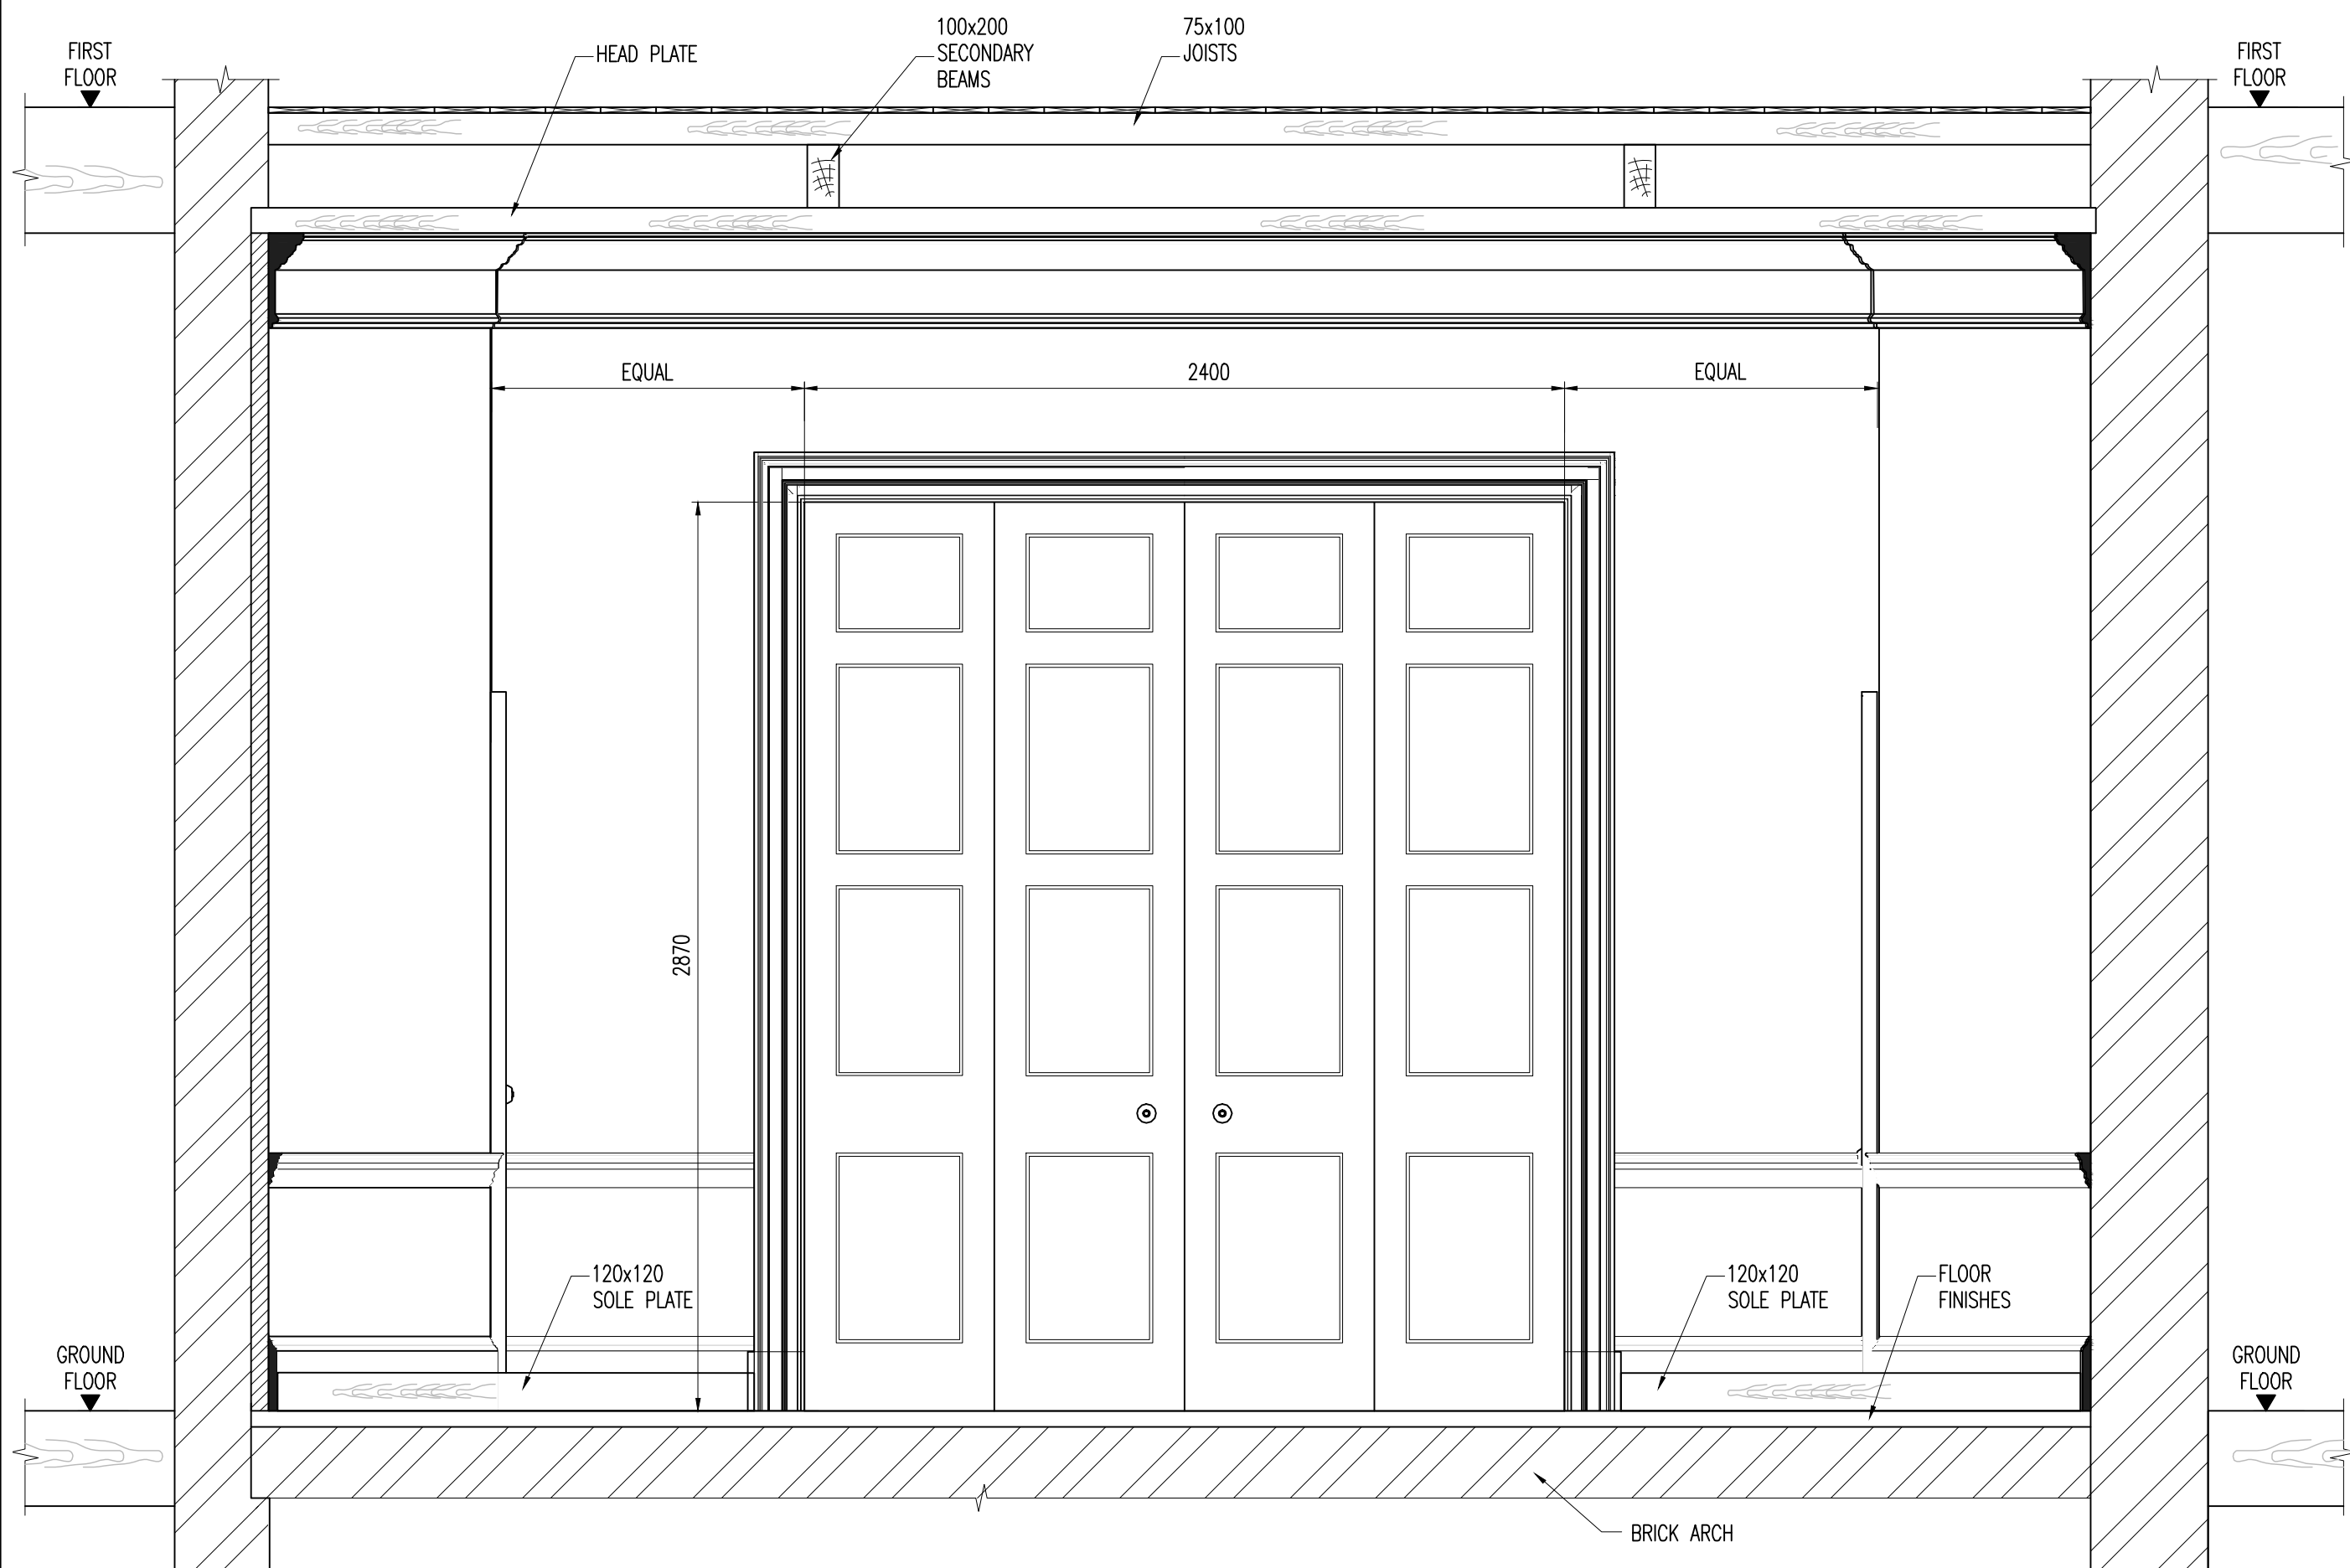 100x200
SECONDARY
BEAMS
75x100
JOISTS
FIRST
FLOOR
HEAD PLATE
FIRST
FLOOR
EQUAL
2400
EQUAL
2870
120x120
SOLE PLATE
120x120
SOLE PLATE
FLOOR
FINISHES
GROUND
FLOOR
GROUND
FLOOR
BRICK ARCH